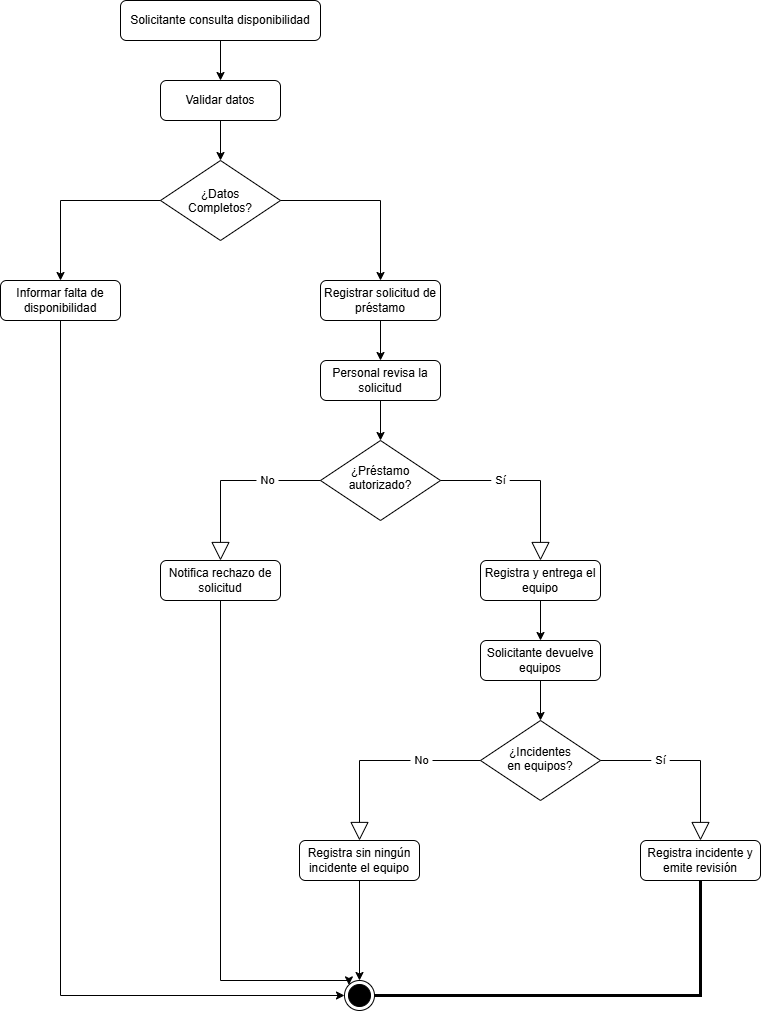 Solicitante consulta disponibilidad
Validar datos
¿Datos
Completos?
Informar falta de
disponibilidad
Registrar solicitud de
préstamo
Personal revisa la
solicitud
¿Préstamo
autorizado?
No
Sí
Notifica rechazo de
solicitud
Registra y entrega el
equipo
Solicitante devuelve
equipos
¿Incidentes
en equipos?
No
Sí
Registra sin ningún
incidente el equipo
Registra incidente y
emite revisión